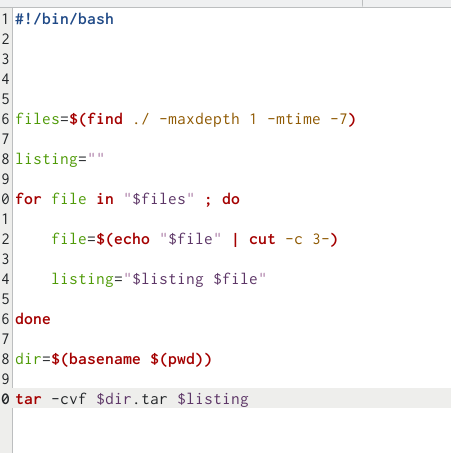 1 #!/bin/bash
2
3
4
5
6 files=$(find ./ -maxdepth 1 -mtime -7)
7
8 listing=""
9
0 for file in "$files" ; do
1
2     file=$(echo "$file" | cut -c 3-)
3
4     listing="$listing $file"
5
6 done
7
8 dir=$(basename $(pwd))
9
0 tar -cvf $dir.tar $listing